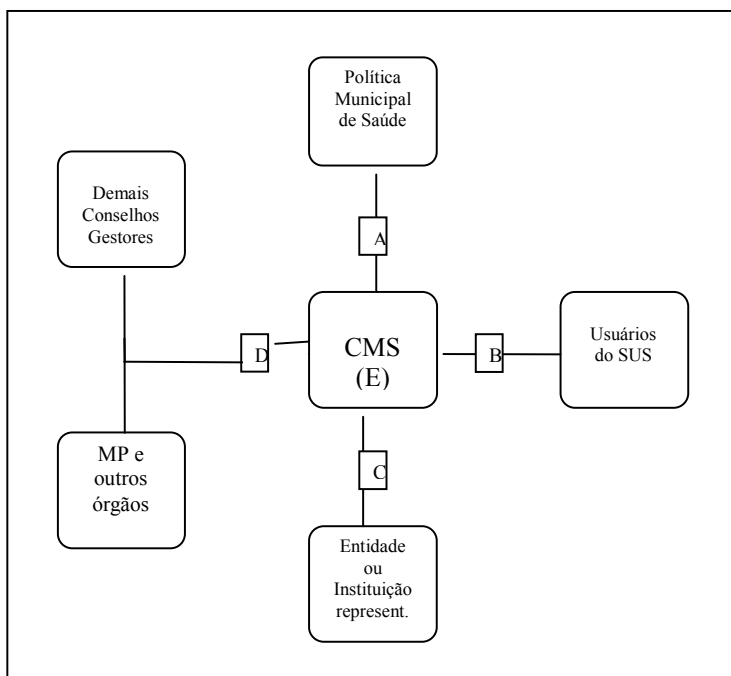 Política
Municipal
de Saúde
Demais
Conselhos
Gestores
A
D
CMS
(E)
B
Usuários
do SUS
MP e
outros
órgãos
C
Entidade
ou
Instituição
represent.